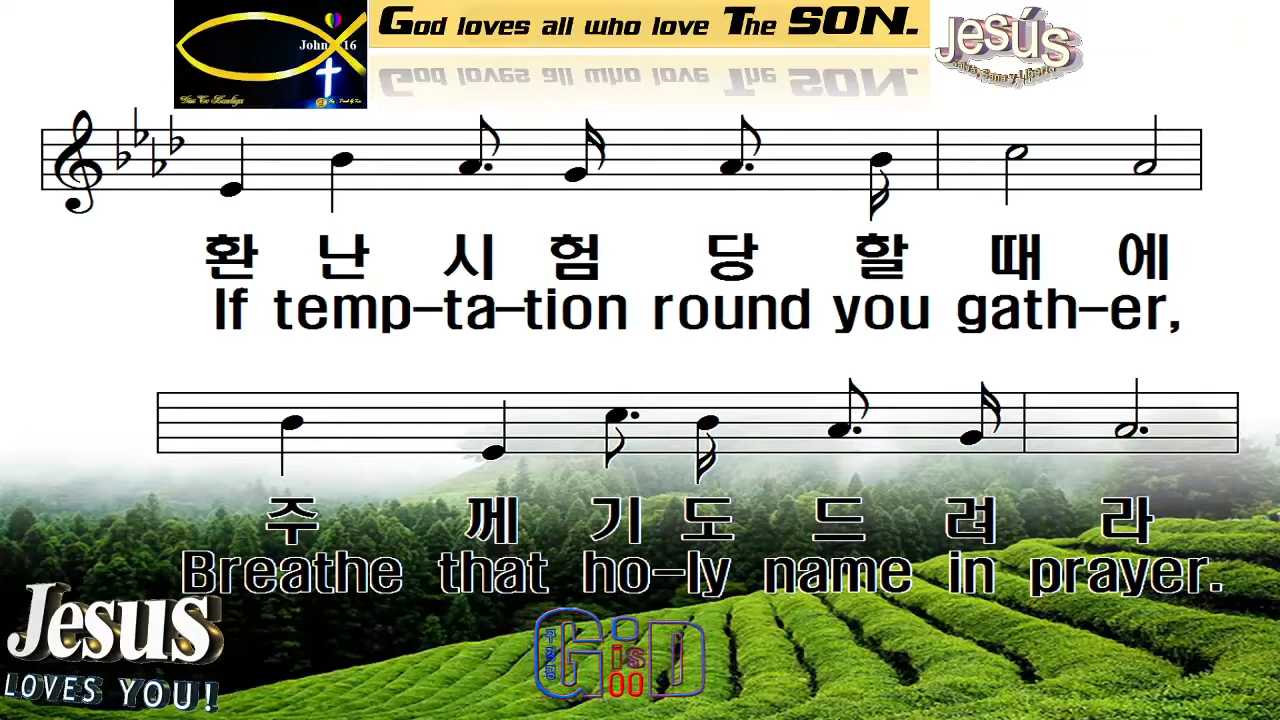 God loves all who love The SON.
John 16
Jesús
환 난 시 험 당 할 때 에
If temp-ta-tion round you gath-er,
주 께 기 도 드 려 라
Breathe that ho-ly name in prayer.
Jesus
LOVES YOU!
GOD
is